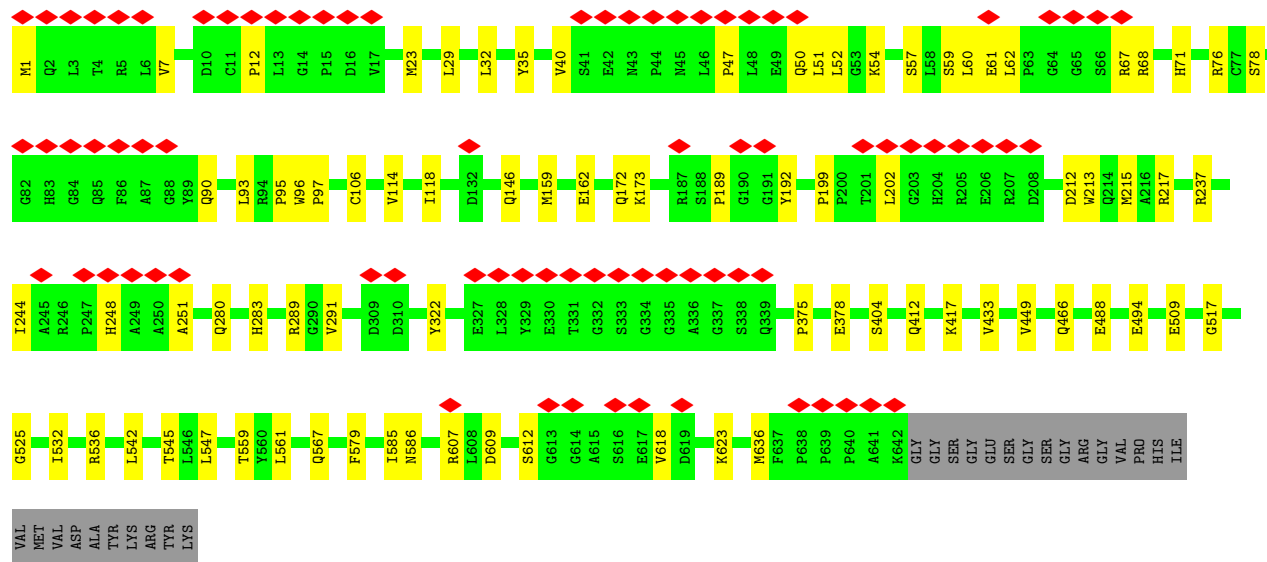 M1 Q2 L3 T4 R5 L6 V7 D10 C11 P12 L13 G14 P15 D16 V17 M23 L29 L32 Y35 V40 S41 E42 N43 P44 N45 L46 P47 L48 E49 Q50 L51 L52 G53 K54 S57 L58 S59 L60 E61 L62 P63 G64 G65 S66 R67 R68 H71 R76 C77 S78
G82 H83 G84 Q85 F86 A87 G88 Y89 Q90 L93 R94 P95 W96 P97 C106 V114 I118 D132 Q146 M159 E162 Q172 K173 R187 S188 P189 G190 G191 Y192 P199 P200 T201 L202 G203 H204 R205 E206 R207 D208 D212 W213 Q214 M215 A216 R217 R237
I244 A245 R246 P247 H248 A249 A250 A251 Q280 H283 R289 G290 V291 D309 D310 Y322 E327 L328 Y329 E330 T331 G332 S333 G334 G335 A336 G337 S338 Q339 P375 E378 S404 Q412 K417 V433 V449 Q466 E488 E494 E509 G517
G525 I532 R536 L542 T545 L546 L547 T559 Y560 L561 Q567 F579 I585 N586 R607 L608 D609 S612 G613 G614 A615 S616 E617 V618 D619 K623 M636 F637 P638 P639 P640 A641 K642 GLY GLY SER GLY GLU SER GLY SER GLY ARG GLY VAL PRO HIS ILE
VAL MET VAL ASP ALA TYR LYS ARG TYR LYS